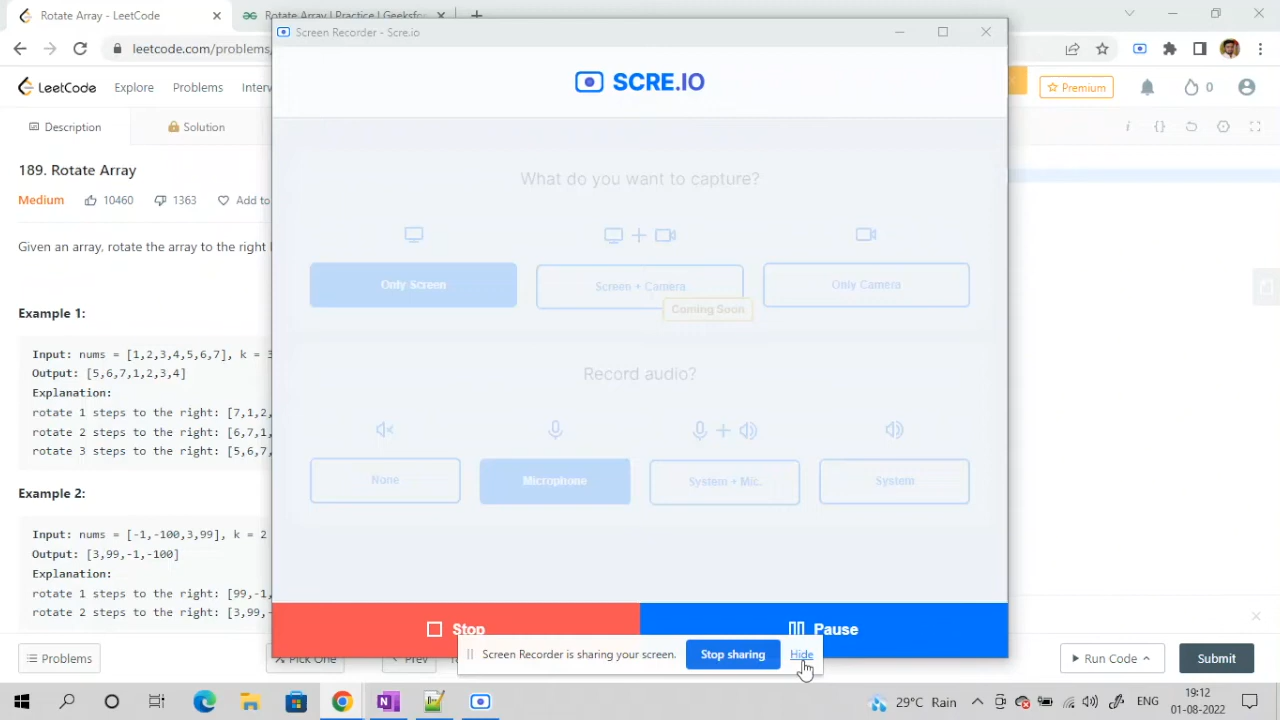 Rotate Array - LeetCode
Rotate Array | Practice | Geeksfo
Screen Recorder - Scre.io
leetcode.com/problems
SCRE.IO
LeetCode
Explore
Problems
Interv
Premium
0
Description
Solution
189. Rotate Array
What do you want to capture?
Medium
10460
1363
Add to
Given an array, rotate the array to the right
Only Screen
Screen + Camera
Only Camera
Coming Soon
Example 1:
Input: nums = [1,2,3,4,5,6,7], k = 3
Output: [5,6,7,1,2,3,4]
Record audio?
Explanation:
rotate 1 steps to the right: [7,1,2,
rotate 2 steps to the right: [6,7,1,
rotate 3 steps to the right: [5,6,7,
None
Microphone
System + Mic.
System
Example 2:
Input: nums = [-1,-100,3,99], k = 2
Output: [3,99,-1,-100]
Explanation:
rotate 1 steps to the right: [99,-1,
rotate 2 steps to the right: [3,99,-
Stop
Pause
Screen Recorder is sharing your screen.
Stop sharing
Hide
Problems
Pick One
Prev
Run Code
Submit
29°C Rain
ENG
19:12
01-08-2022